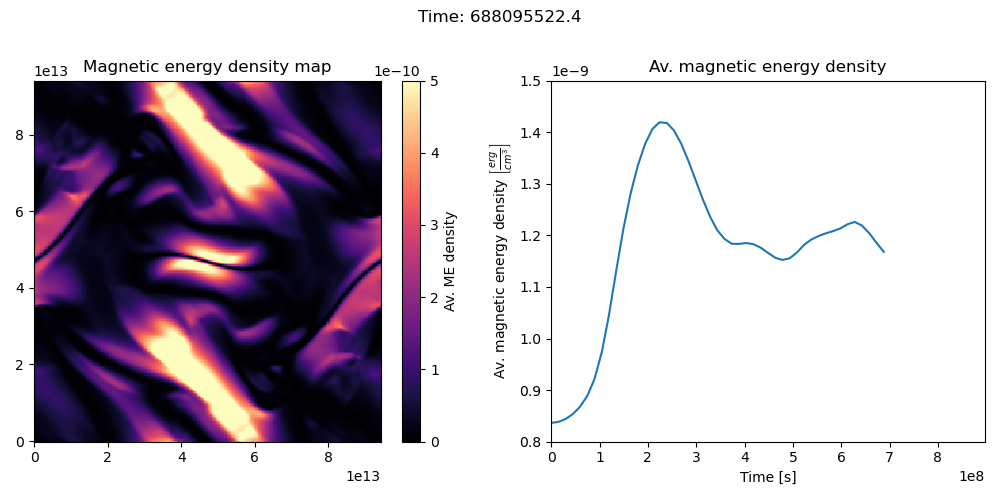 Time: 688095522.4
1e13 Magnetic energy density map
1e−10
8
6
4
2
0
0 2 4 6 8
1e13
5
4
3
2
1
0
Av. ME density
Av. magnetic energy density
1e−9
1.5
1.4
1.3
1.2
1.1
1.0
0.9
0.8
Av. magnetic energy density [erg/cm³]
0 1 2 3 4 5 6 7 8
Time [s]
1e8